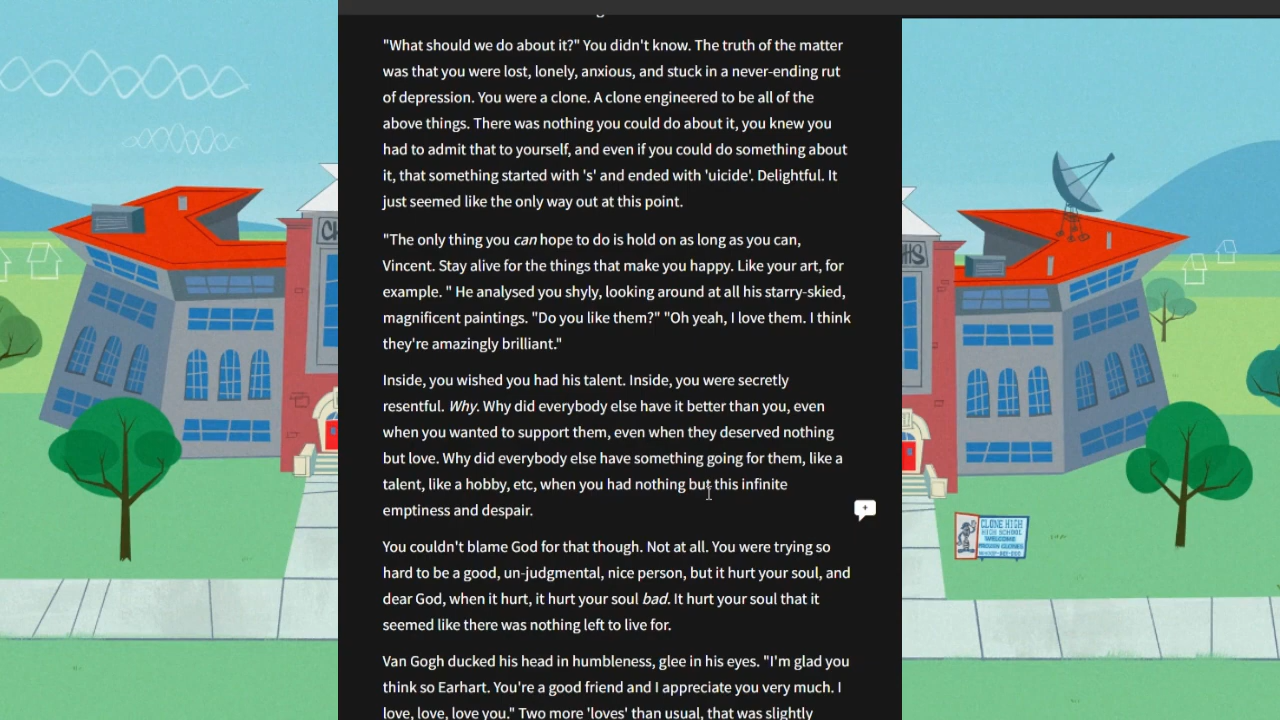 "What should we do about it?" You didn't know. The truth of the matter
was that you were lost, lonely, anxious, and stuck in a never-ending rut
of depression. You were a clone. A clone engineered to be all of the
above things. There was nothing you could do about it, you knew you
had to admit that to yourself, and even if you could do something about
it, that something started with 's' and ended with 'uicide'. Delightful. It
just seemed like the only way out at this point.
"The only thing you can hope to do is hold on as long as you can,
Vincent. Stay alive for the things that make you happy. Like your art, for
example. " He analysed you shyly, looking around at all his starry-skied,
magnificent paintings. "Do you like them?" "Oh yeah, I love them. I think
they're amazingly brilliant."
Inside, you wished you had his talent. Inside, you were secretly
resentful. Why. Why did everybody else have it better than you, even
when you wated to support them, even when they deserved nothing
but love. Why did everybody else have something going for them, like a
talent, like a hobby, etc, when you had nothing but this infinite
emptiness and despair.
You couldn't blame God for that though. Not at all. You were trying so
hard to be a good, un-judgmental, nice person, but it hurt your soul, and
dear God, when it hurt, it hurt your soul bad. It hurt your soul that it
seemed like there was nothing left to live for.
Van Gogh ducked his head in humbleness, glee in his eyes. "I'm glad you
think so Earhart. You're a good friend and I appreciate you very much. I
love, love, love you." Two more 'loves' than usual, that was slightly
CLONE HIGH
HIGH SCHOOL
WELCOME